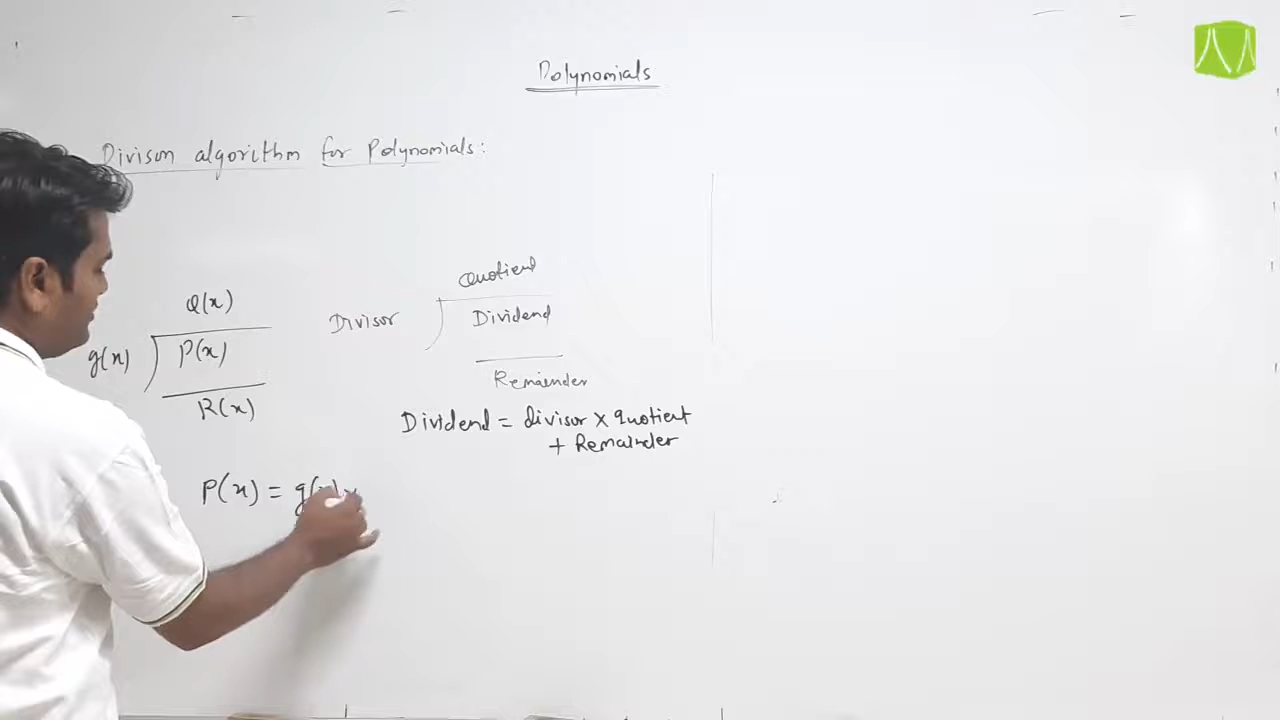 Polynomials
Divison algorithm for Polynomials:
Q(x)
g(x) P(x)
R(x)
Quotient
Divisor Dividend
Remainder
Dividend = divisor × quotient
+ Remainder
P(x) = g(x) ×